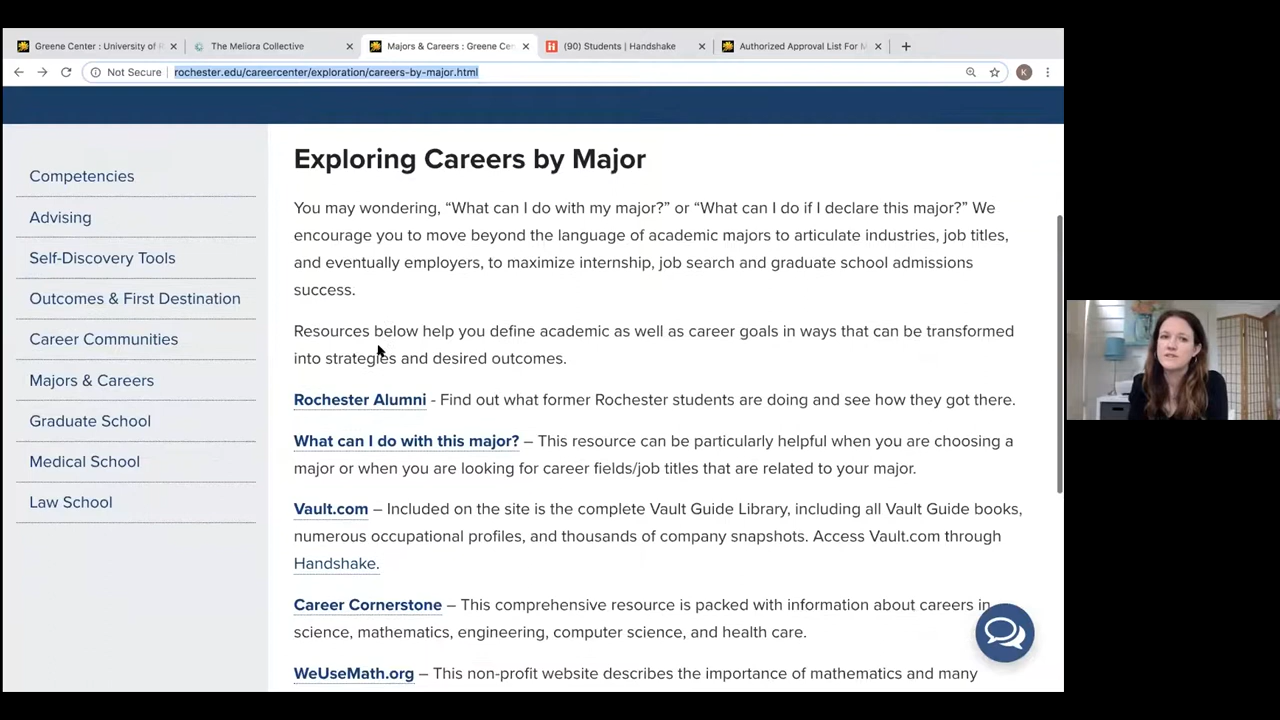 Greene Center : University of R
The Meliora Collective
Majors & Careers : Greene Cen
(90) Students | Handshake
Authorized Approval List For M
Not Secure
rochester.edu/careercenter/exploration/careers-by-major.html
K
Competencies
Advising
Self-Discovery Tools
Outcomes & First Destination
Career Communities
Majors & Careers
Graduate School
Medical School
Law School
Exploring Careers by Major
You may wondering, “What can I do with my major?” or “What can I do if I declare this major?” We
encourage you to move beyond the language of academic majors to articulate industries, job titles,
and eventually employers, to maximize internship, job search and graduate school admissions
success.
Resources below help you define academic as well as career goals in ways that can be transformed
into strategies and desired outcomes.
Rochester Alumni - Find out what former Rochester students are doing and see how they got there.
What can I do with this major? – This resource can be particularly helpful when you are choosing a
major or when you are looking for career fields/job titles that are related to your major.
Vault.com – Included on the site is the complete Vault Guide Library, including all Vault Guide books,
numerous occupational profiles, and thousands of company snapshots. Access Vault.com through
Handshake.
Career Cornerstone – This comprehensive resource is packed with information about careers in
science, mathematics, engineering, computer science, and health care.
WeUseMath.org – This non-profit website describes the importance of mathematics and many